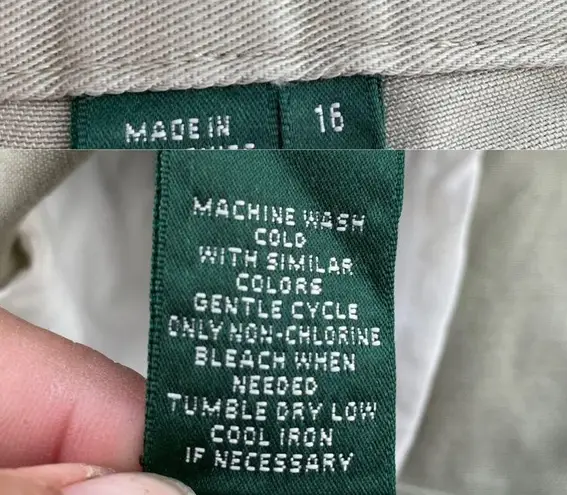 MADE IN
16
MACHINE WASH
COLD
WITH SIMILAR
COLORS
GENTLE CYCLE
ONLY NON-CHLORINE
BLEACH WHEN
NEEDED
TUMBLE DRY LOW
COOL IRON
IF NECESSARY